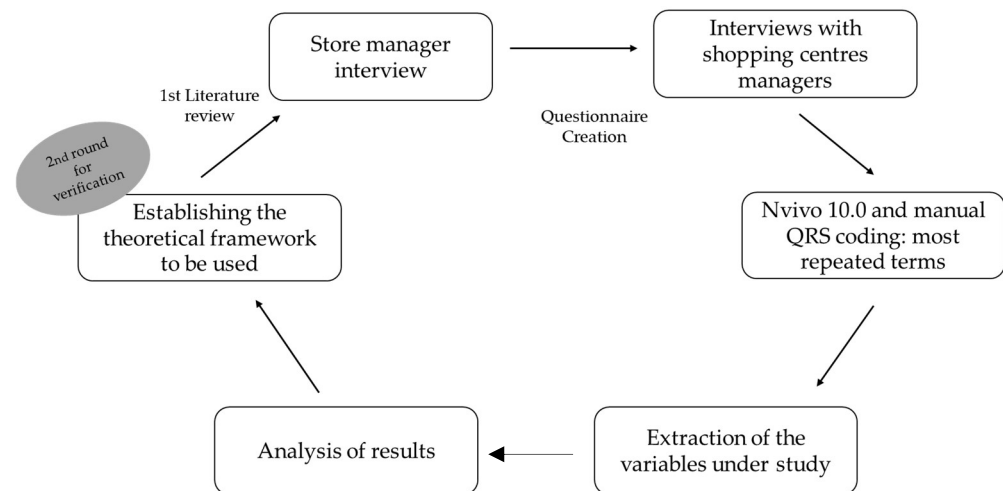 Store manager
interview
Interviews with
shopping centres
managers
1st Literature
review
Questionnaire
Creation
2nd round
for
verification
Establishing the
theoretical framework
to be used
Nvivo 10.0 and manual
QRS coding: most
repeated terms
Analysis of results
Extraction of the
variables under study